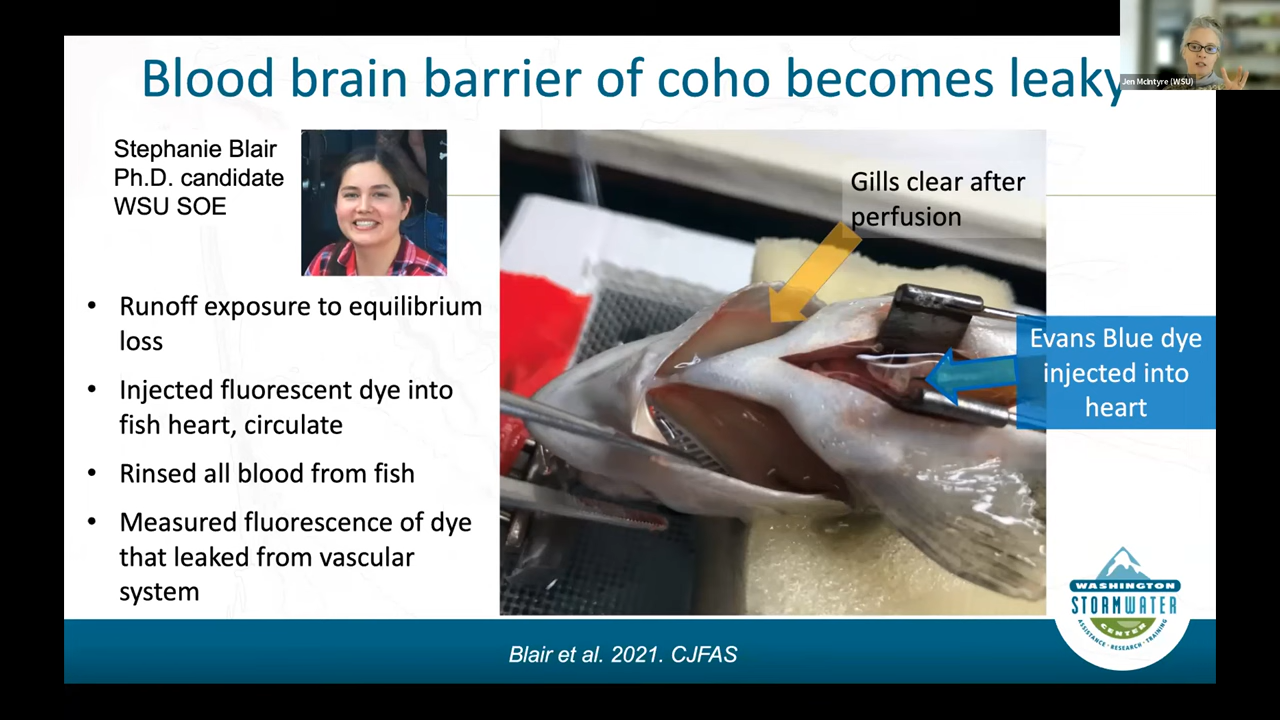 Blood brain barrier of coho becomes leaky
Jen McIntyre (WSU)
Stephanie Blair
Ph.D. candidate
WSU SOE
Gills clear after
perfusion
• Runoff exposure to equilibrium
loss
• Injected fluorescent dye into
fish heart, circulate
• Rinsed all blood from fish
• Measured fluorescence of dye
that leaked from vascular
system
Evans Blue dye
injected into
heart
WASHINGTON
STORMWATER
CENTER
ASSISTANCE • RESEARCH • TRAINING
Blair et al. 2021. CJFAS